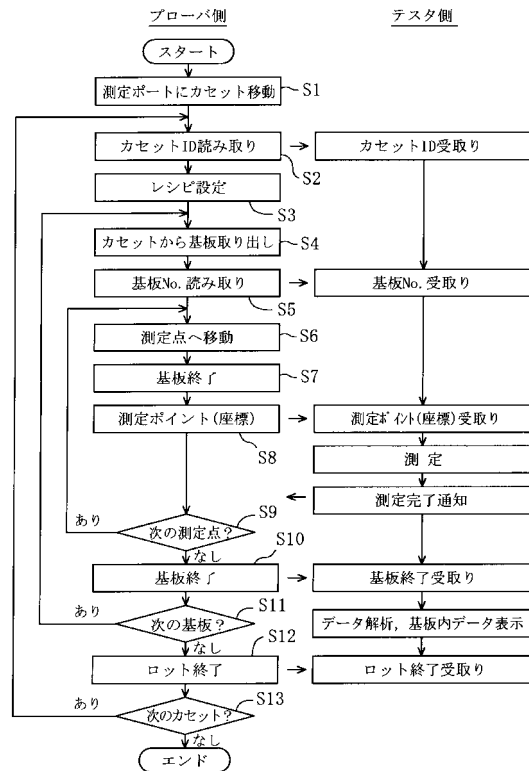 プローバ側
テスタ側
スタート
測定ポートにカセット移動
S1
カセットID読み取り
S2
カセットID受取り
レシピ設定
S3
カセットから基板取り出し
S4
基板No.読み取り
S5
基板No.受取り
測定点へ移動
S6
基板終了
S7
測定ポイント(座標)
S8
測定ポイント(座標)受取り
測 定
測定完了通知
次の測定点?
S9
あり
なし
基板終了
S10
基板終了受取り
次の基板?
S11
あり
なし
データ解析,基板内データ表示
ロット終了
S12
ロット終了受取り
次のカセット?
S13
あり
なし
エンド